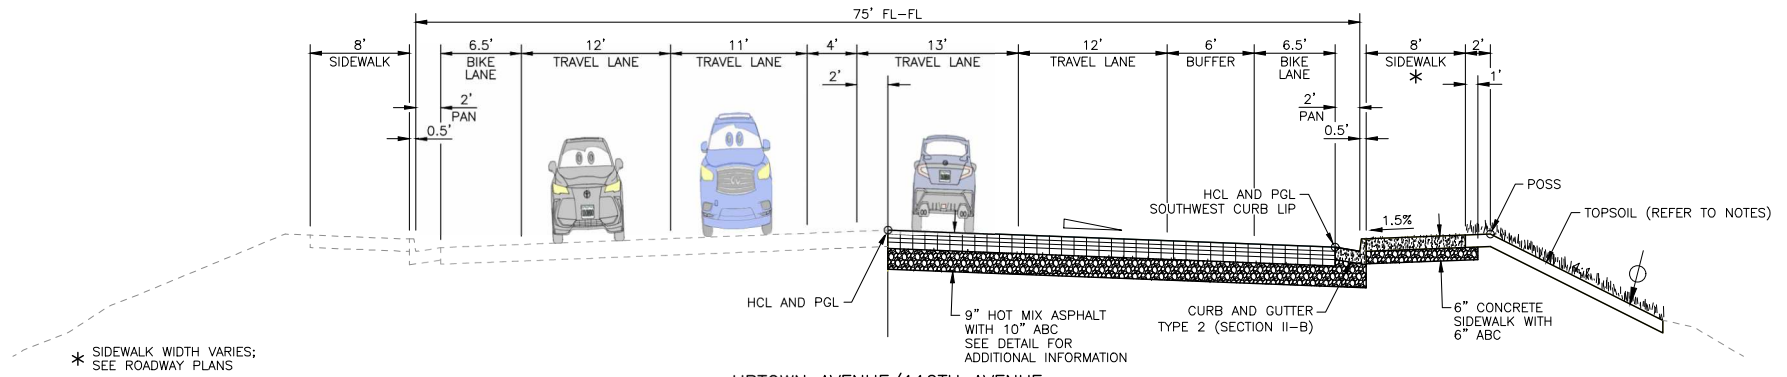 75' FL-FL
8'
6.5'
12'
11'
4'
13'
12'
6'
6.5'
8'
2'
SIDEWALK
BIKE
LANE
TRAVEL LANE
TRAVEL LANE
TRAVEL LANE
TRAVEL LANE
BUFFER
BIKE
LANE
SIDEWALK
*
1'
2'
2'
PAN
0.5'
2'
PAN
0.5'
HCL AND PGL
SOUTHWEST CURB LIP
POSS
1.5%
TOPSOIL (REFER TO NOTES)
HCL AND PGL
9" HOT MIX ASPHALT
WITH 10" ABC
SEE DETAIL FOR
ADDITIONAL INFORMATION
CURB AND GUTTER
TYPE 2 (SECTION II-B)
6" CONCRETE
SIDEWALK WITH
6" ABC
* SIDEWALK WIDTH VARIES;
SEE ROADWAY PLANS
UPTOWN AVENUE